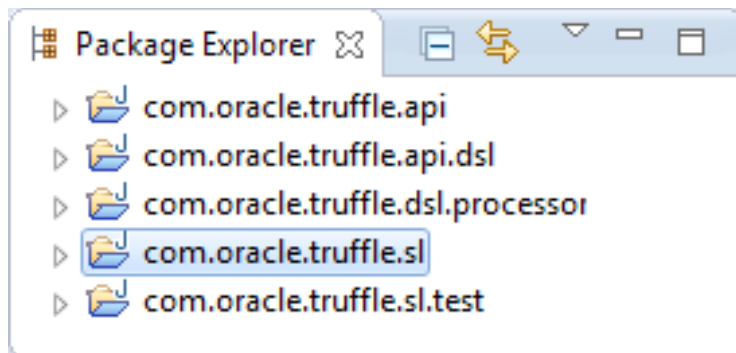 Package Explorer
com.oracle.truffle.api
com.oracle.truffle.api.dsl
com.oracle.truffle.dsl.processor
com.oracle.truffle.sl
com.oracle.truffle.sl.test